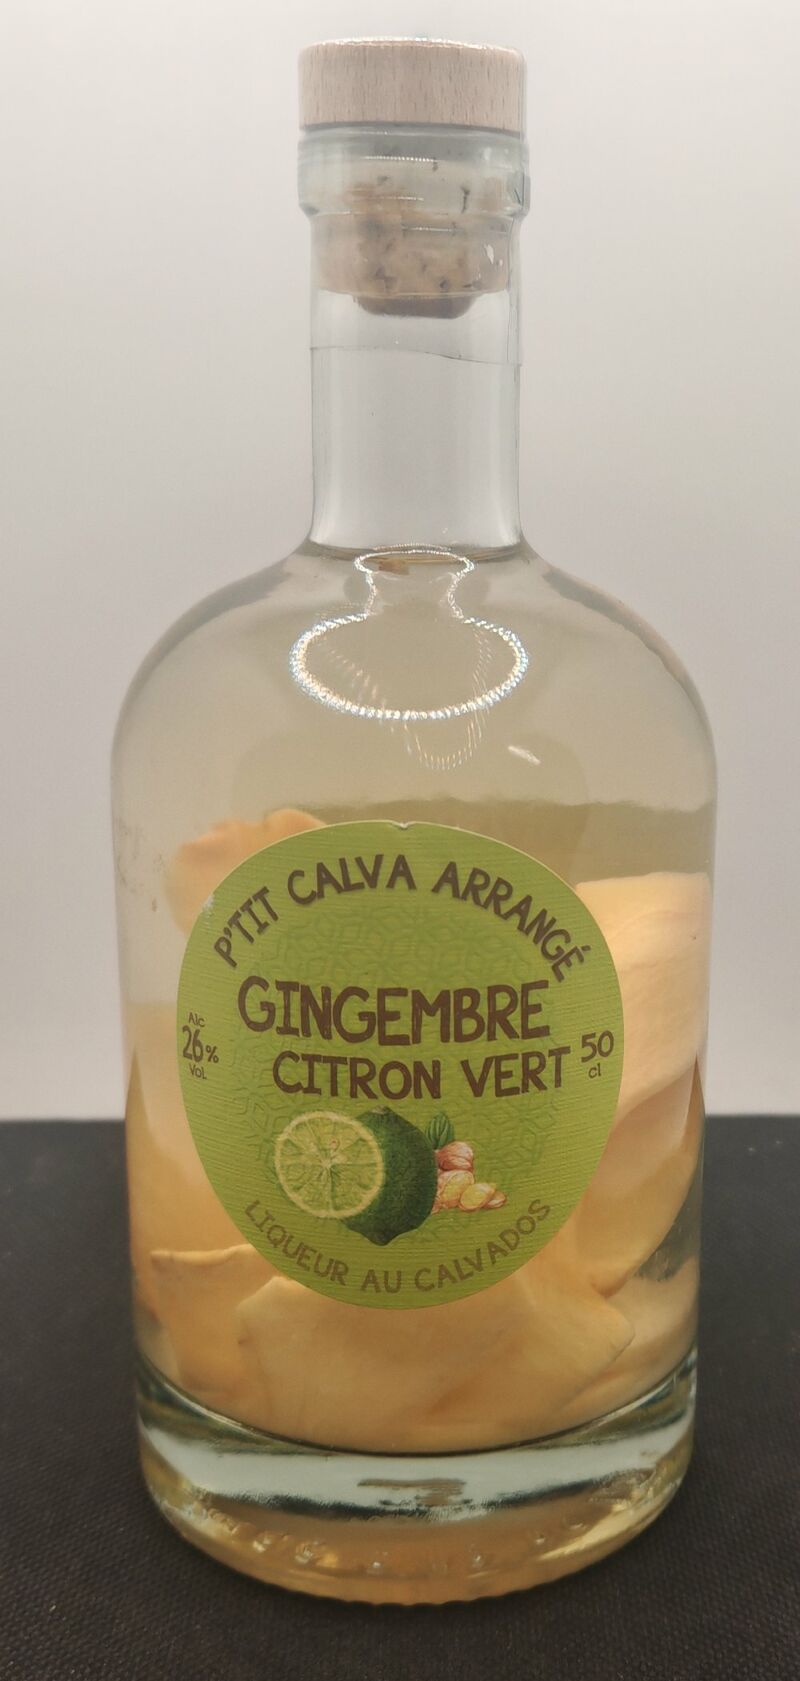 P'TIT CALVA ARRANGÉ
GINGEMBRE
CITRON VERT
Alc
26%
Vol.
50
cl
LIQUEUR AU CALVADOS